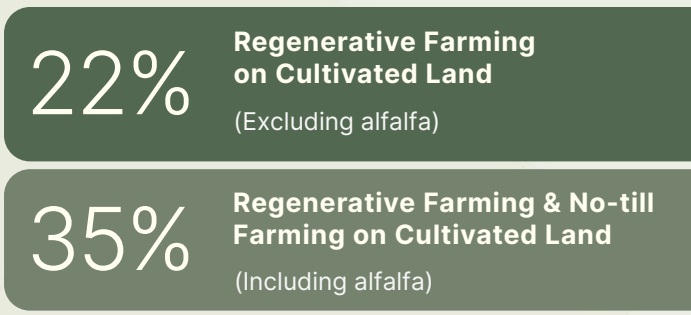 22%
Regenerative Farming
on Cultivated Land
(Excluding alfalfa)
35%
Regenerative Farming & No-till
Farming on Cultivated Land
(Including alfalfa)